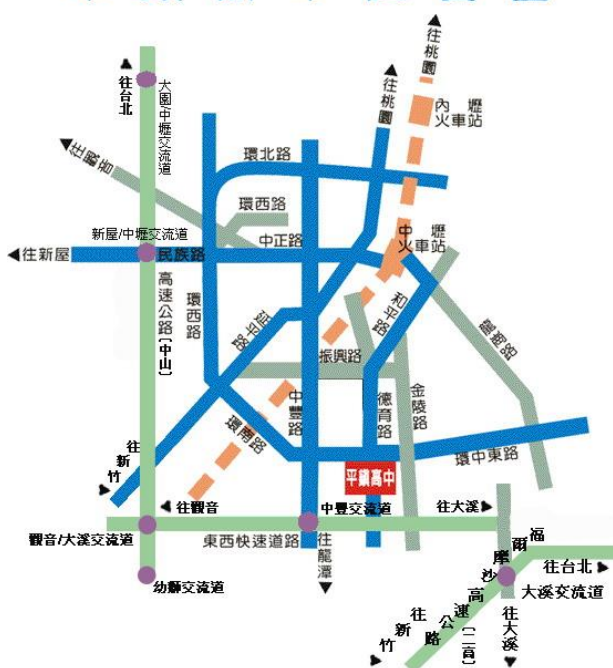 往桃園
往桃園
往台北
大園/中壢交流道
內壢
火車站
往觀音
環北路
環西路
新屋/中壢交流道
中正路
中壢
火車站
往新屋
民族路
高速公路[中山]
環西路
延平路
和平路
龍岡路
振興路
中豐路
德育路
金陵路
環南路
環中東路
往新竹
平鎮高中
往觀音
中豐交流道
往大溪
觀音/大溪交流道
東西快速道路
往龍潭
福爾摩沙高速公路[二高]
往台北
幼獅交流道
大溪交流道
往新竹
往大溪